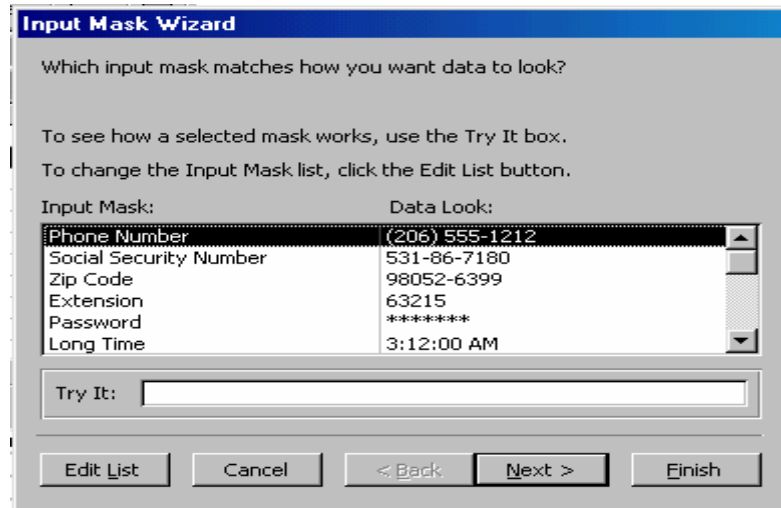 Input Mask Wizard
Which input mask matches how you want data to look?
To see how a selected mask works, use the Try It box.
To change the Input Mask list, click the Edit List button.
Input Mask: Data Look:
Phone Number (206) 555-1212
Social Security Number 531-86-7180
Zip Code 98052-6399
Extension 63215
Password *******
Long Time 3:12:00 AM
Try It:
Edit List Cancel < Back Next > Finish